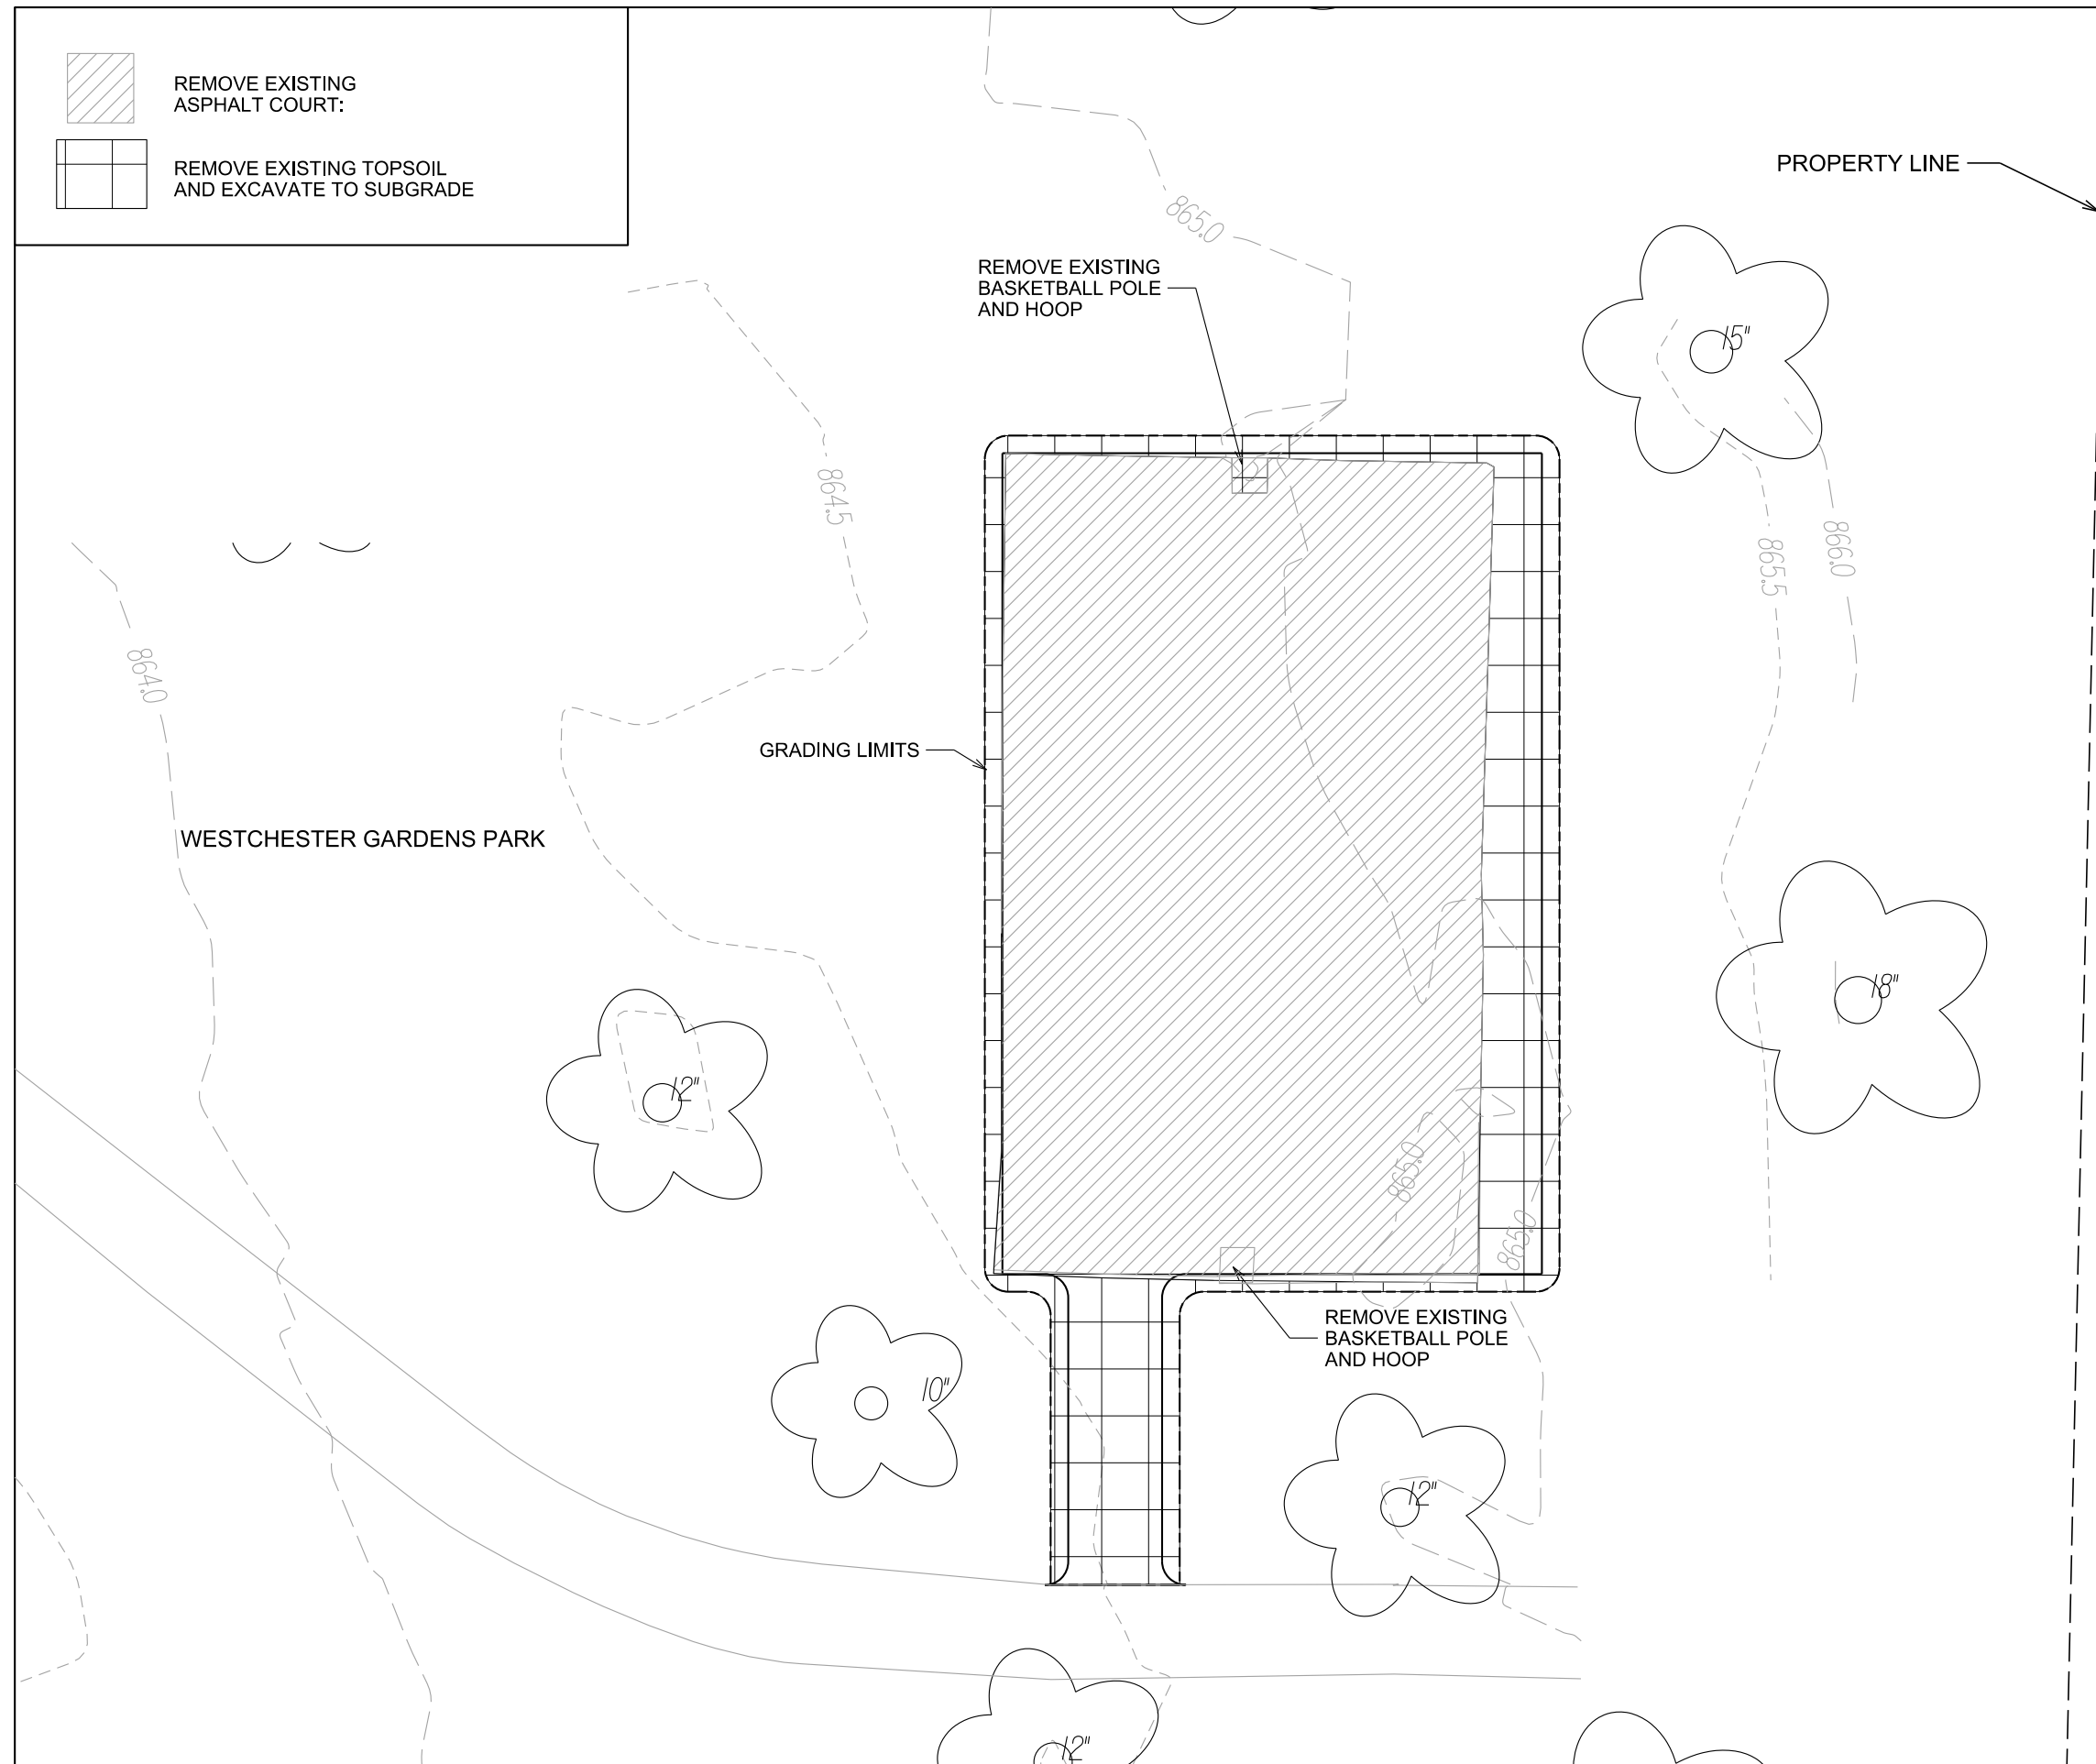 REMOVE EXISTING
ASPHALT COURT:
REMOVE EXISTING TOPSOIL
AND EXCAVATE TO SUBGRADE
PROPERTY LINE
865.0
REMOVE EXISTING
BASKETBALL POLE
AND HOOP
15"
864.5
865.5
866.0
864.0
GRADING LIMITS
WESTCHESTER GARDENS PARK
18"
12"
865.0
865.0
REMOVE EXISTING
BASKETBALL POLE
AND HOOP
10"
12"
12"